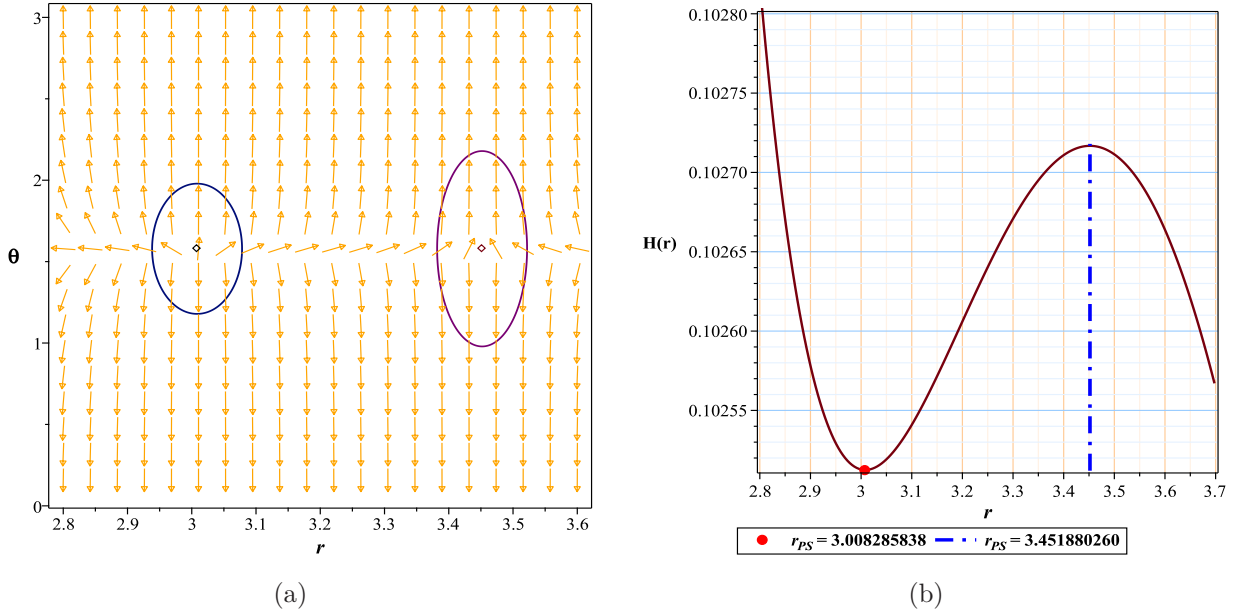 3
2
θ
1
0
2.8 2.9 3 3.1 3.2 3.3 3.4 3.5 3.6
r
(a)
0.10280
0.10275
0.10270
H(r)
0.10265
0.10260
0.10255
2.8 2.9 3 3.1 3.2 3.3 3.4 3.5 3.6 3.7
r
r_PS = 3.008285838 r_PS = 3.451880260
(b)